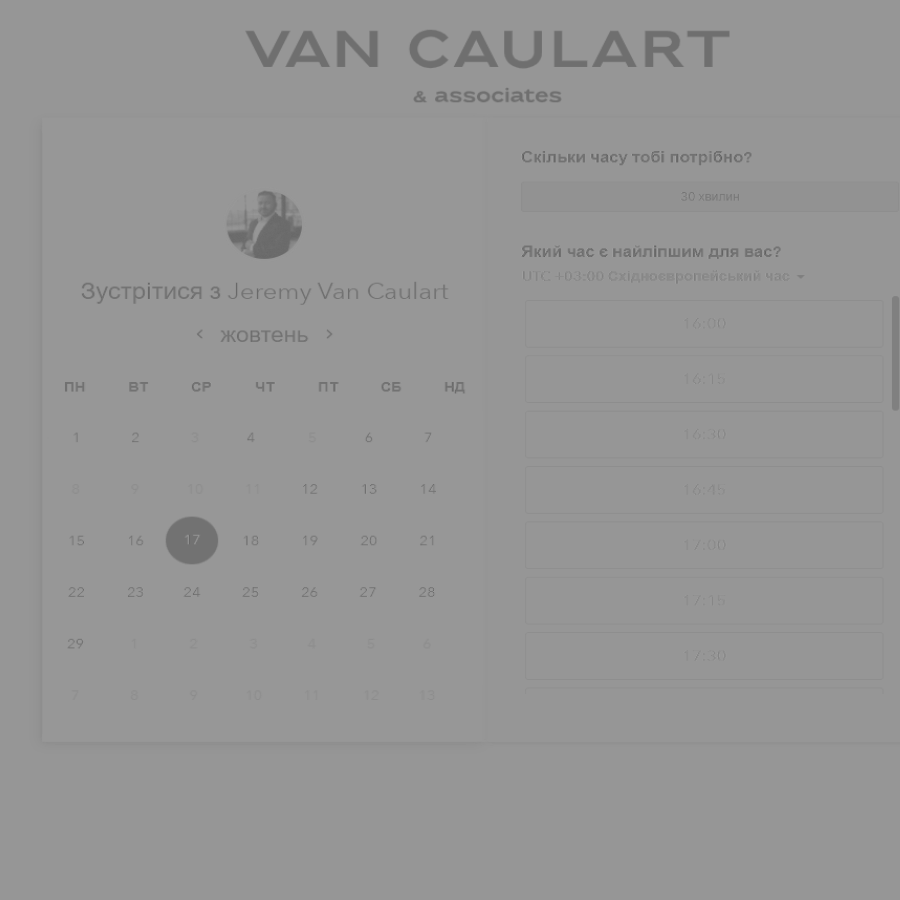 VAN CAULART
& associates
Зустрітися з Jeremy Van Caulart
жовтень
ПН ВТ СР ЧТ ПТ СБ НД
1 2 3 4 5 6 7
8 9 10 11 12 13 14
15 16 17 18 19 20 21
22 23 24 25 26 27 28
29 1 2 3 4 5 6
7 8 9 10 11 12 13
Скільки часу тобі потрібно?
30 хвилин
Який час є найліпшим для вас?
UTC +03:00 Східноєвропейський час
16:00
16:15
16:30
16:45
17:00
17:15
17:30